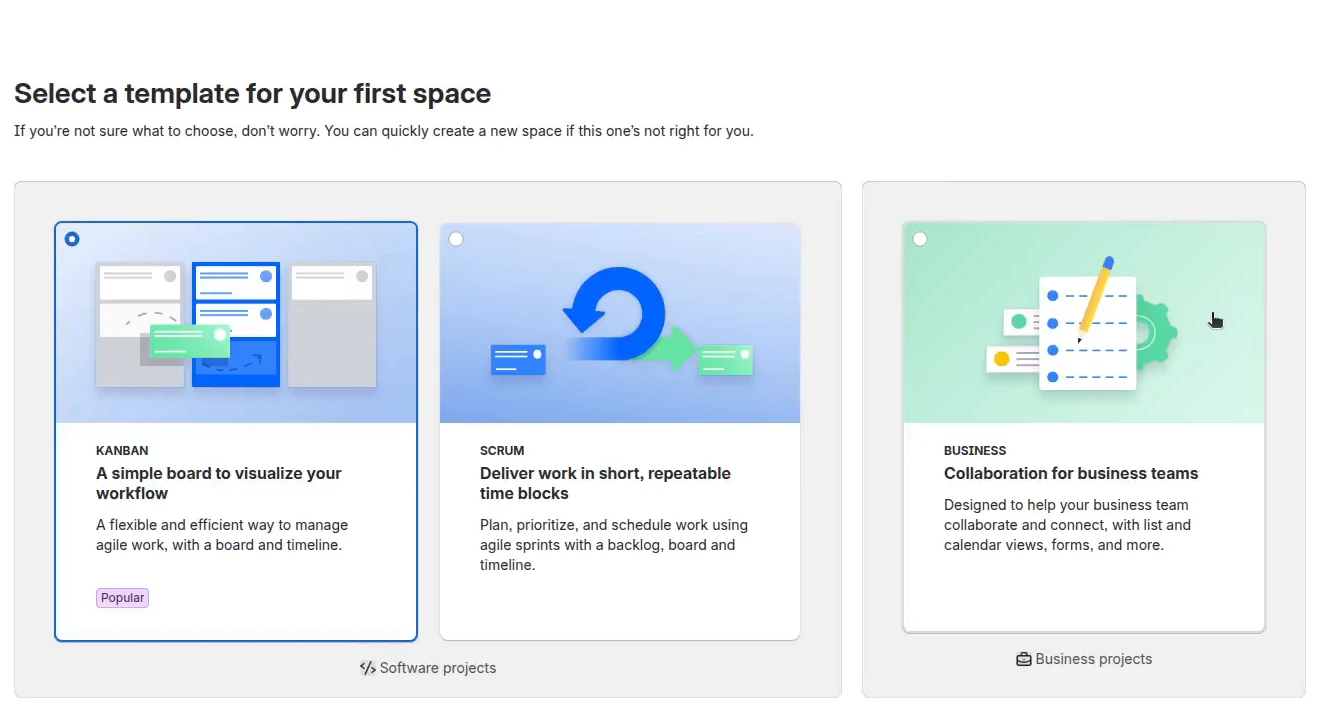 Select a template for your first space
If you’re not sure what to choose, don’t worry. You can quickly create a new space if this one’s not right for you.
KANBAN
A simple board to visualize your
workflow
A flexible and efficient way to manage
agile work, with a board and timeline.
Popular
SCRUM
Deliver work in short, repeatable
time blocks
Plan, prioritize, and schedule work using
agile sprints with a backlog, board and
timeline.
Software projects
BUSINESS
Collaboration for business teams
Designed to help your business team
collaborate and connect, with list and
calendar views, forms, and more.
Business projects